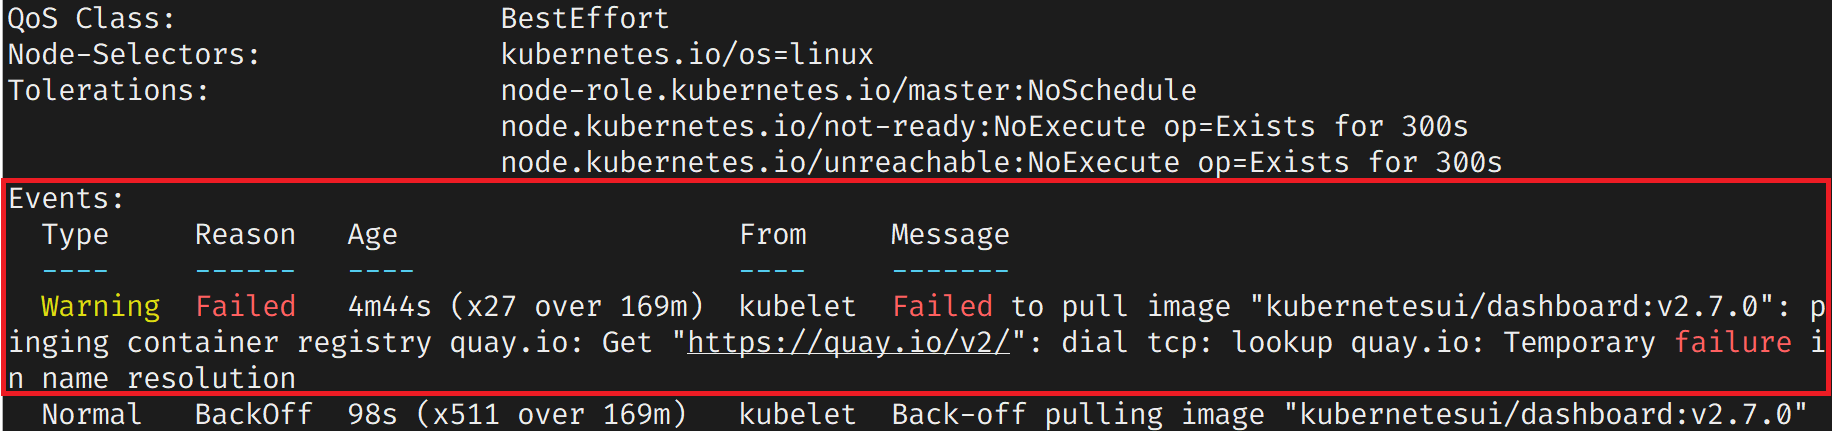 QoS Class: BestEffort
Node-Selectors: kubernetes.io/os=linux
Tolerations: node-role.kubernetes.io/master:NoSchedule
node.kubernetes.io/not-ready:NoExecute op=Exists for 300s
node.kubernetes.io/unreachable:NoExecute op=Exists for 300s
Events:
Type Reason Age From Message
---- ------ ---- ---- -------
Warning Failed 4m44s (x27 over 169m) kubelet Failed to pull image "kubernetesui/dashboard:v2.7.0": p
inging container registry quay.io: Get "https://quay.io/v2/": dial tcp: lookup quay.io: Temporary failure i
n name resolution
Normal BackOff 98s (x511 over 169m) kubelet Back-off pulling image "kubernetesui/dashboard:v2.7.0"